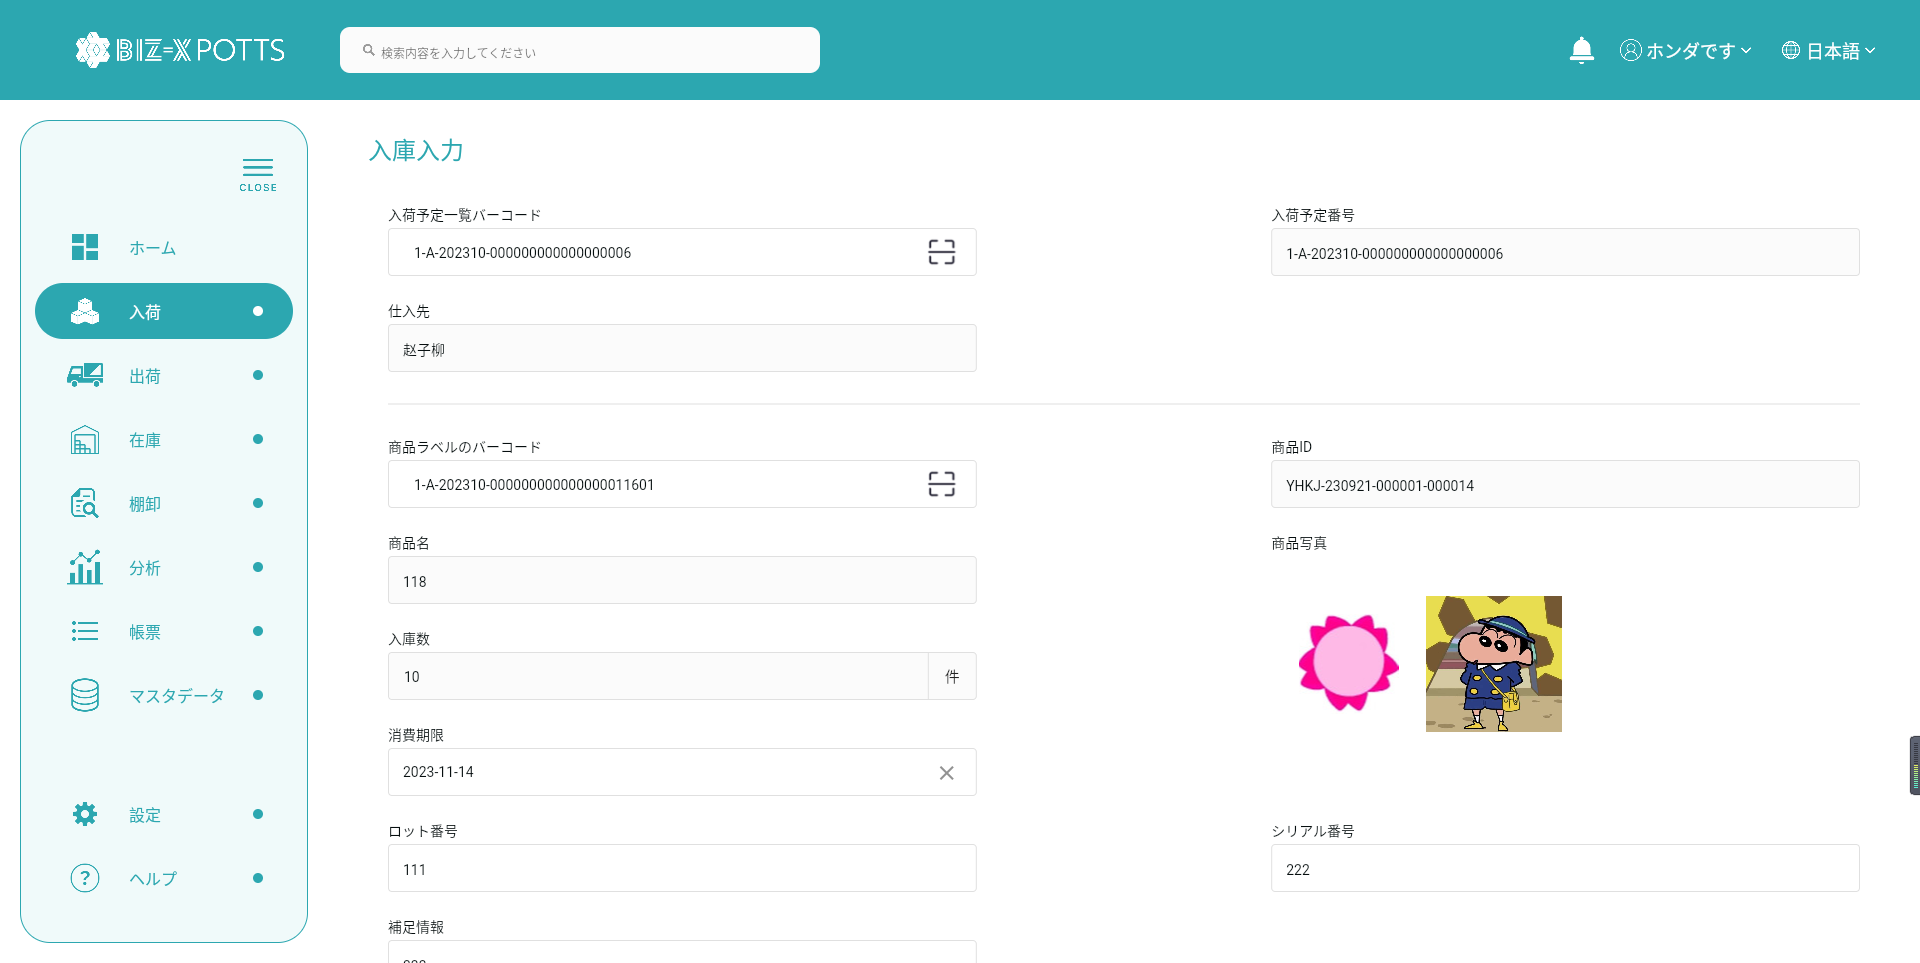 BIZ=X POTTS
検索内容を入力してください
ホンダです
日本語
CLOSE
ホーム
入荷
出荷
在庫
棚卸
分析
帳票
マスタデータ
設定
ヘルプ
入庫入力
入荷予定一覧バーコード
1-A-202310-000000000000000006
入荷予定番号
1-A-202310-000000000000000006
仕入先
赵子柳
商品ラベルのバーコード
1-A-202310-000000000000011601
商品ID
YHKJ-230921-000001-000014
商品名
118
商品写真
入庫数
10
件
消費期限
2023-11-14
ロット番号
111
シリアル番号
222
補足情報